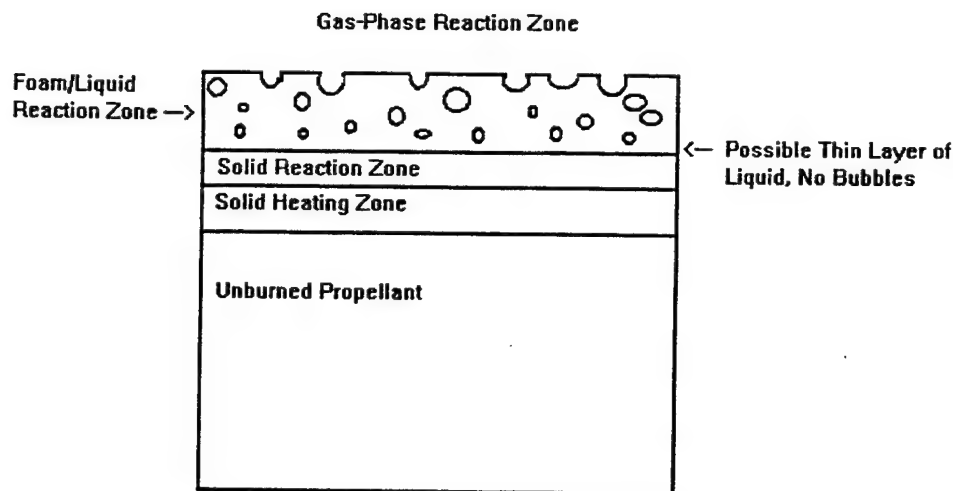 Gas-Phase Reaction Zone
Foam/Liquid
Reaction Zone ->
<- Possible Thin Layer of
Liquid, No Bubbles
Solid Reaction Zone
Solid Heating Zone
Unburned Propellant